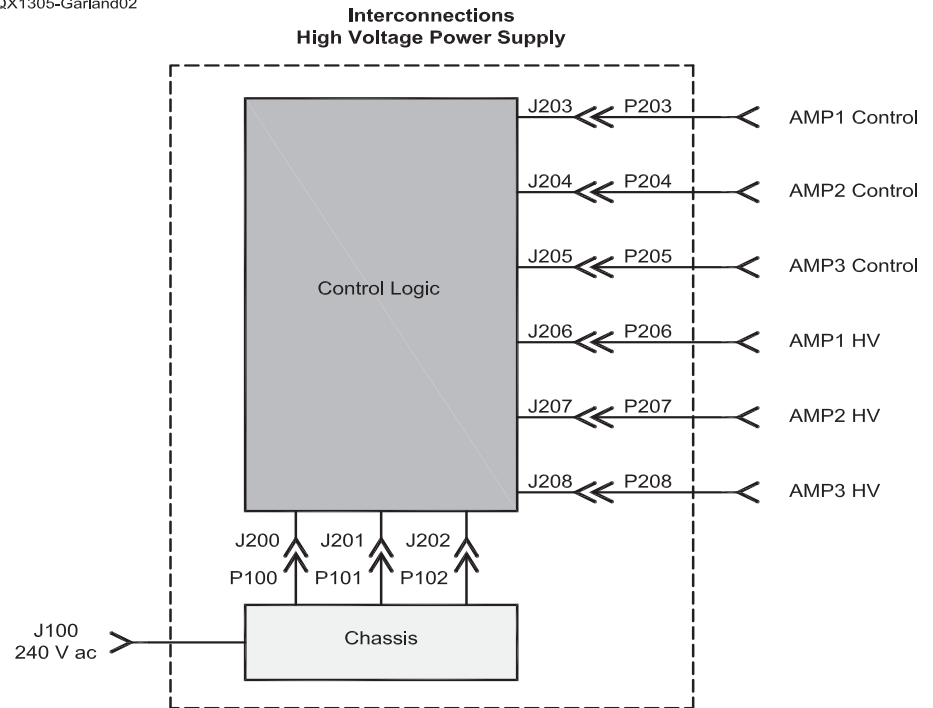 QX1305-Garland02
Interconnections
High Voltage Power Supply
J203 P203 AMP1 Control
J204 P204 AMP2 Control
J205 P205 AMP3 Control
Control Logic
J206 P206 AMP1 HV
J207 P207 AMP2 HV
J208 P208 AMP3 HV
J200 J201 J202
P100 P101 P102
J100
240 V ac
Chassis